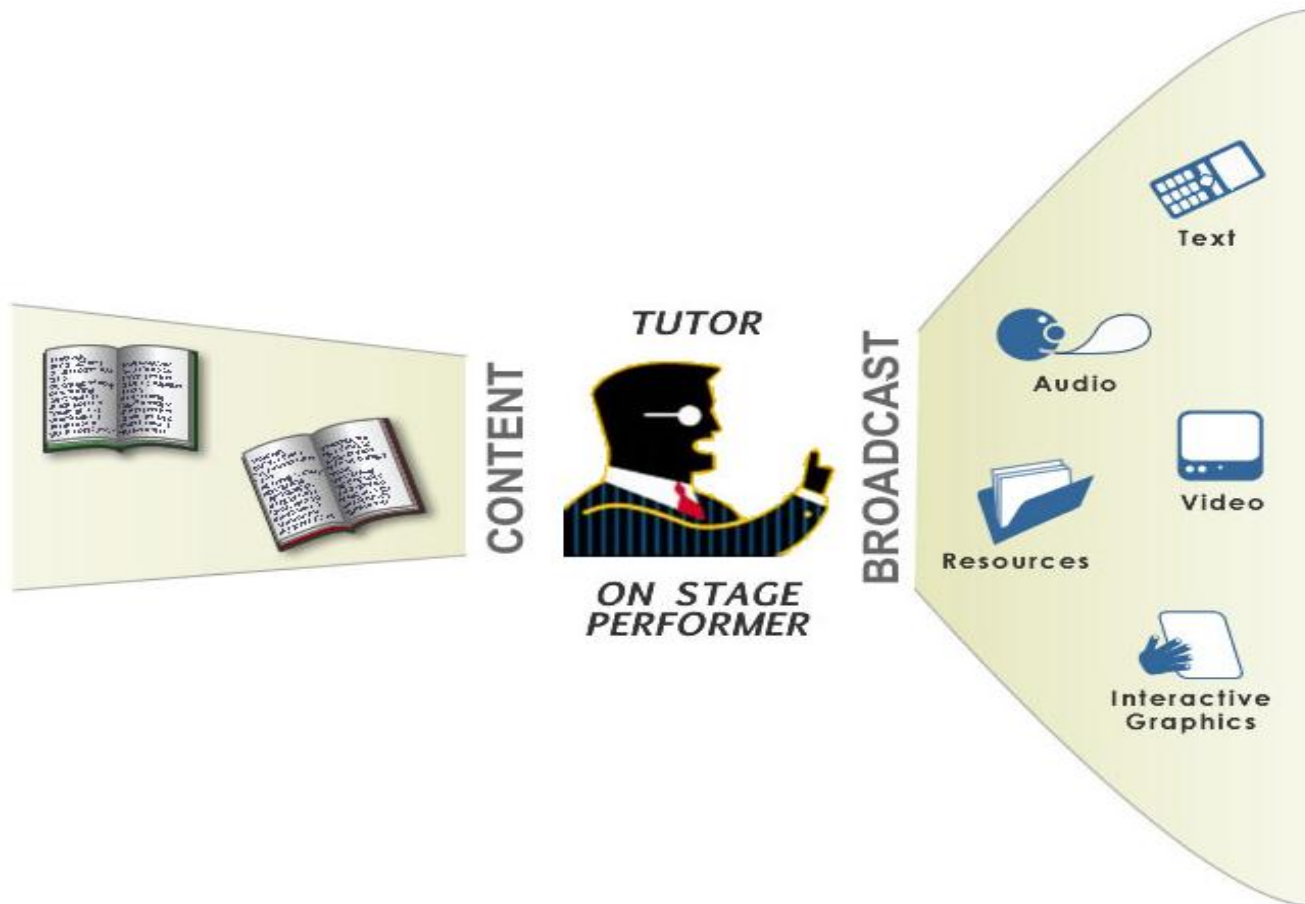 CONTENT
TUTOR
ON STAGE
PERFORMER
BROADCAST
Text
Audio
Video
Resources
Interactive
Graphics